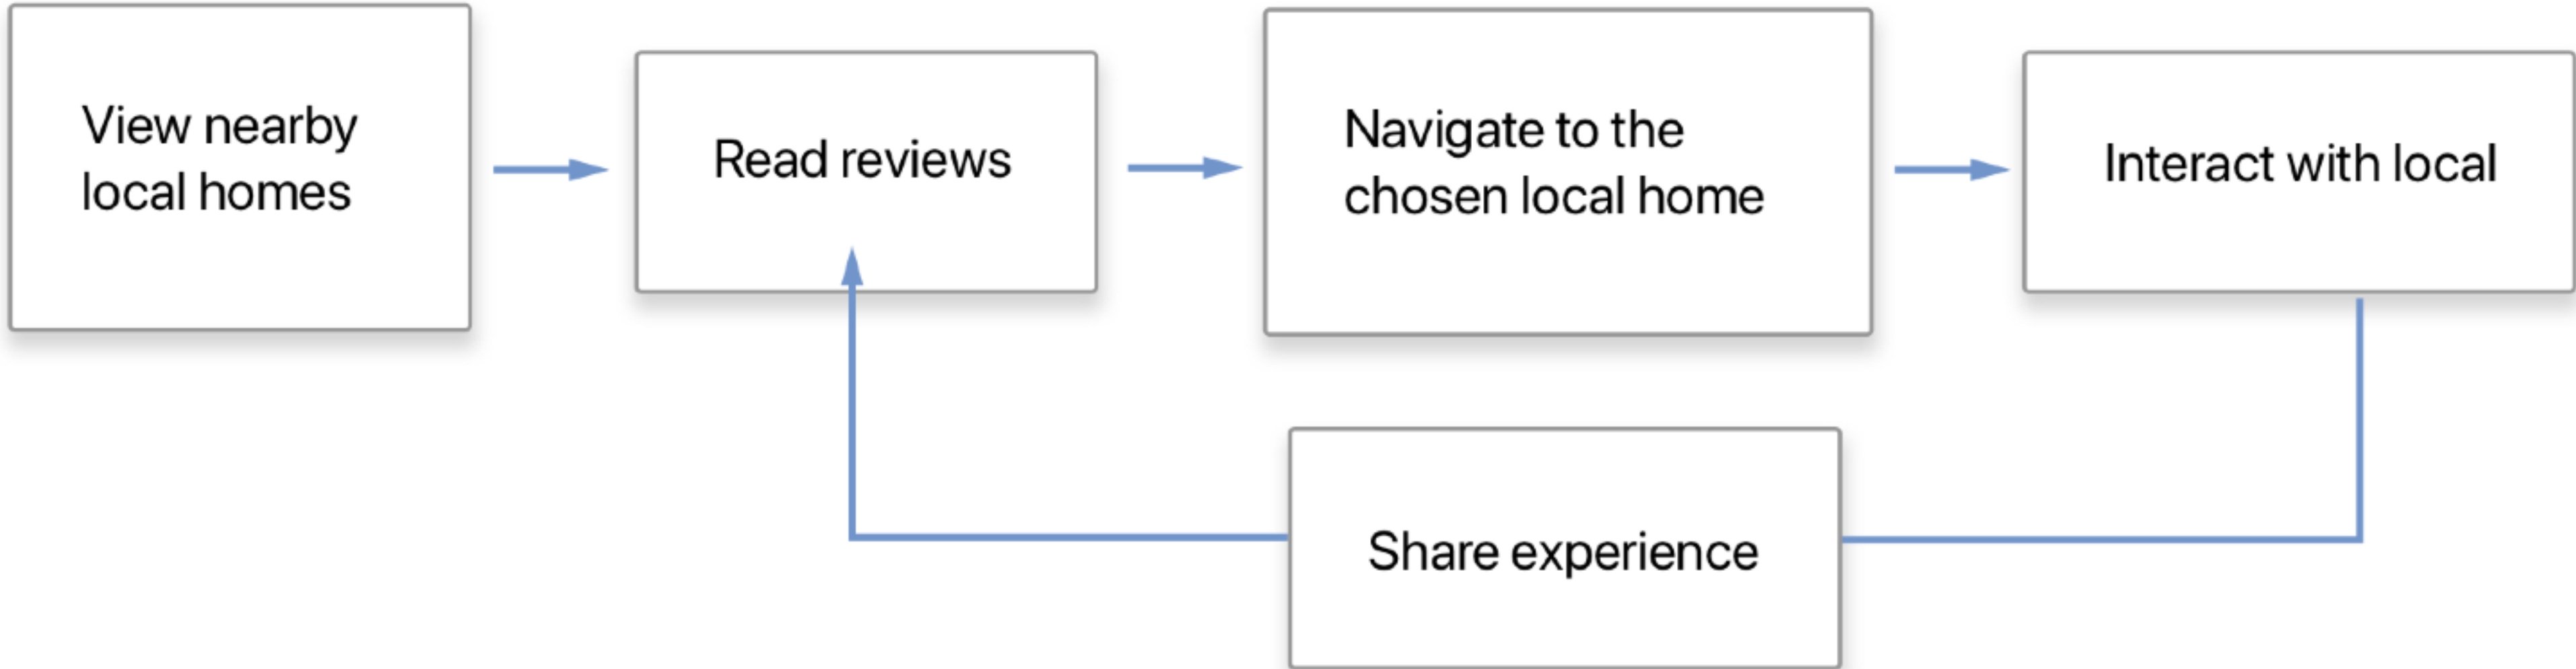 View nearby
local homes
Read reviews
Navigate to the
chosen local home
Interact with local
Share experience